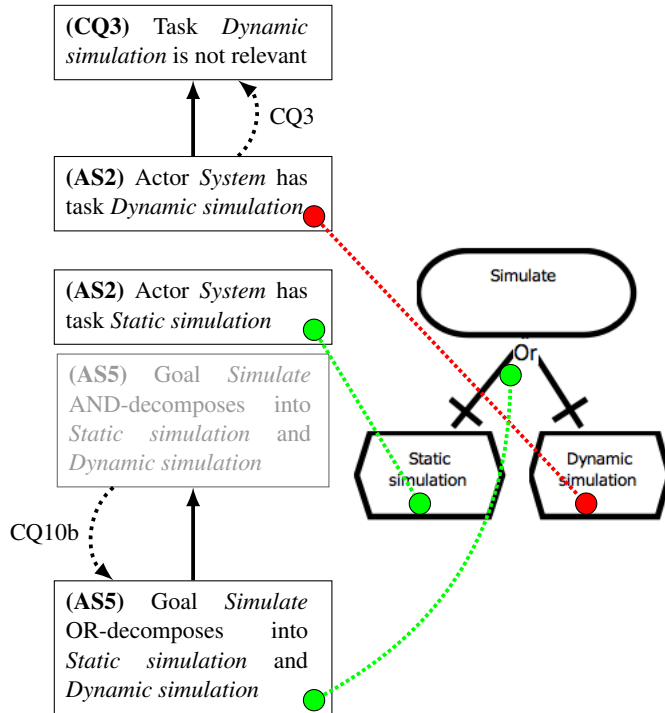 (CQ3) Task Dynamic
simulation is not relevant
CQ3
(AS2) Actor System has
task Dynamic simulation
(AS2) Actor System has
task Static simulation
(AS5) Goal Simulate
AND-decomposes into
Static simulation and
Dynamic simulation
CQ10b
(AS5) Goal Simulate
OR-decomposes into
Static simulation and
Dynamic simulation
Simulate
Or
Static
simulation
Dynamic
simulation